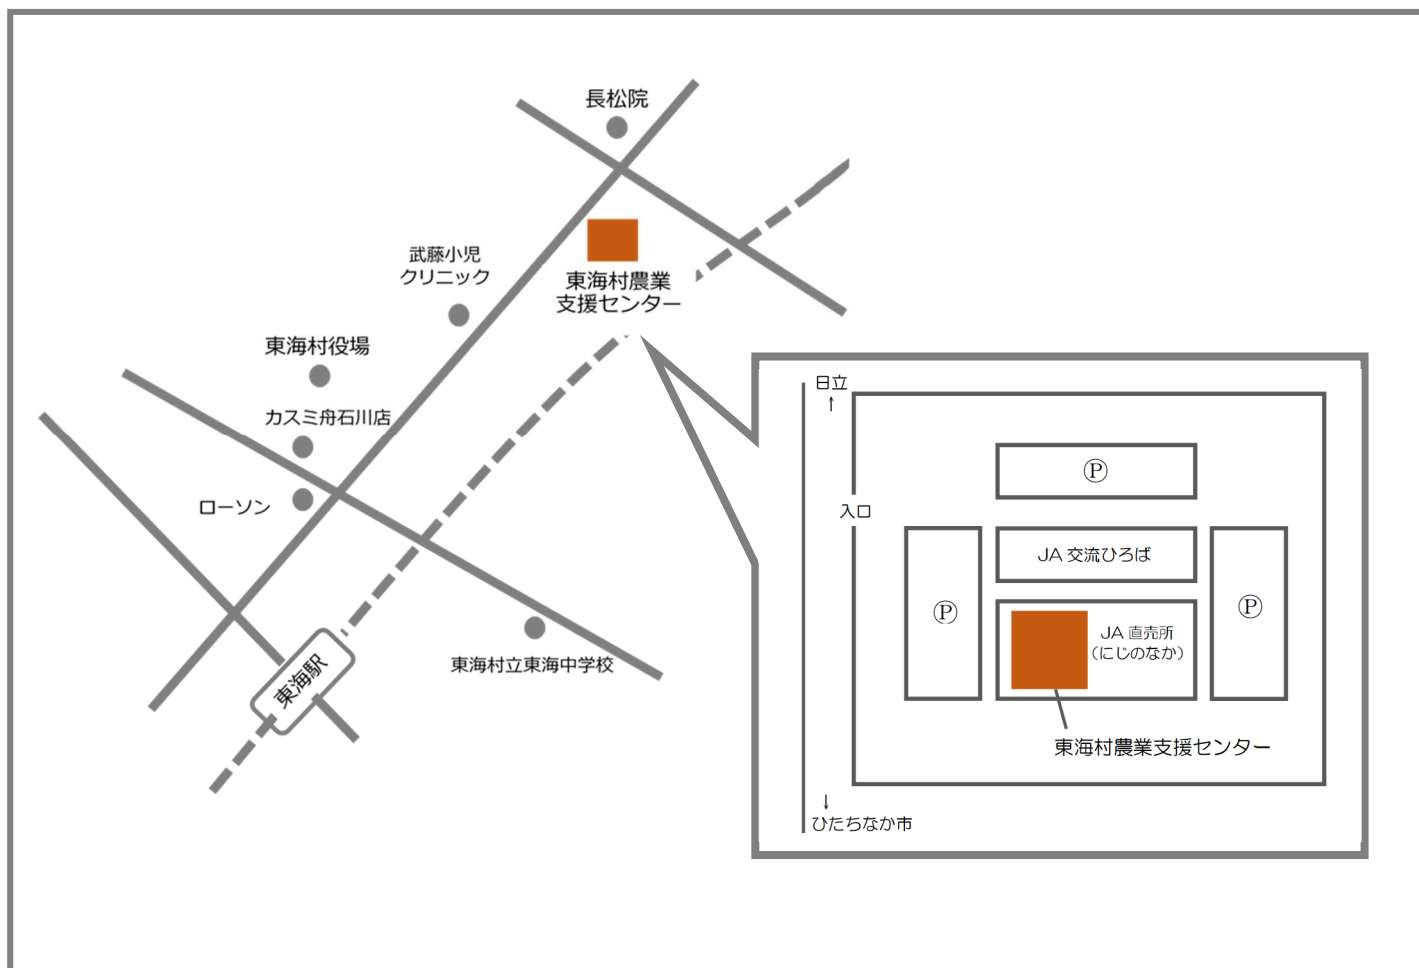 長松院
武藤小児
クリニック
東海村農業
支援センター
東海村役場
カスミ舟石川店
ローソン
東海村立東海中学校
東海駅
日立
↑
入口
Ⓟ
JA 交流ひろば
Ⓟ
Ⓟ
JA 直売所
（にじのなか）
東海村農業支援センター
↓
ひたちなか市